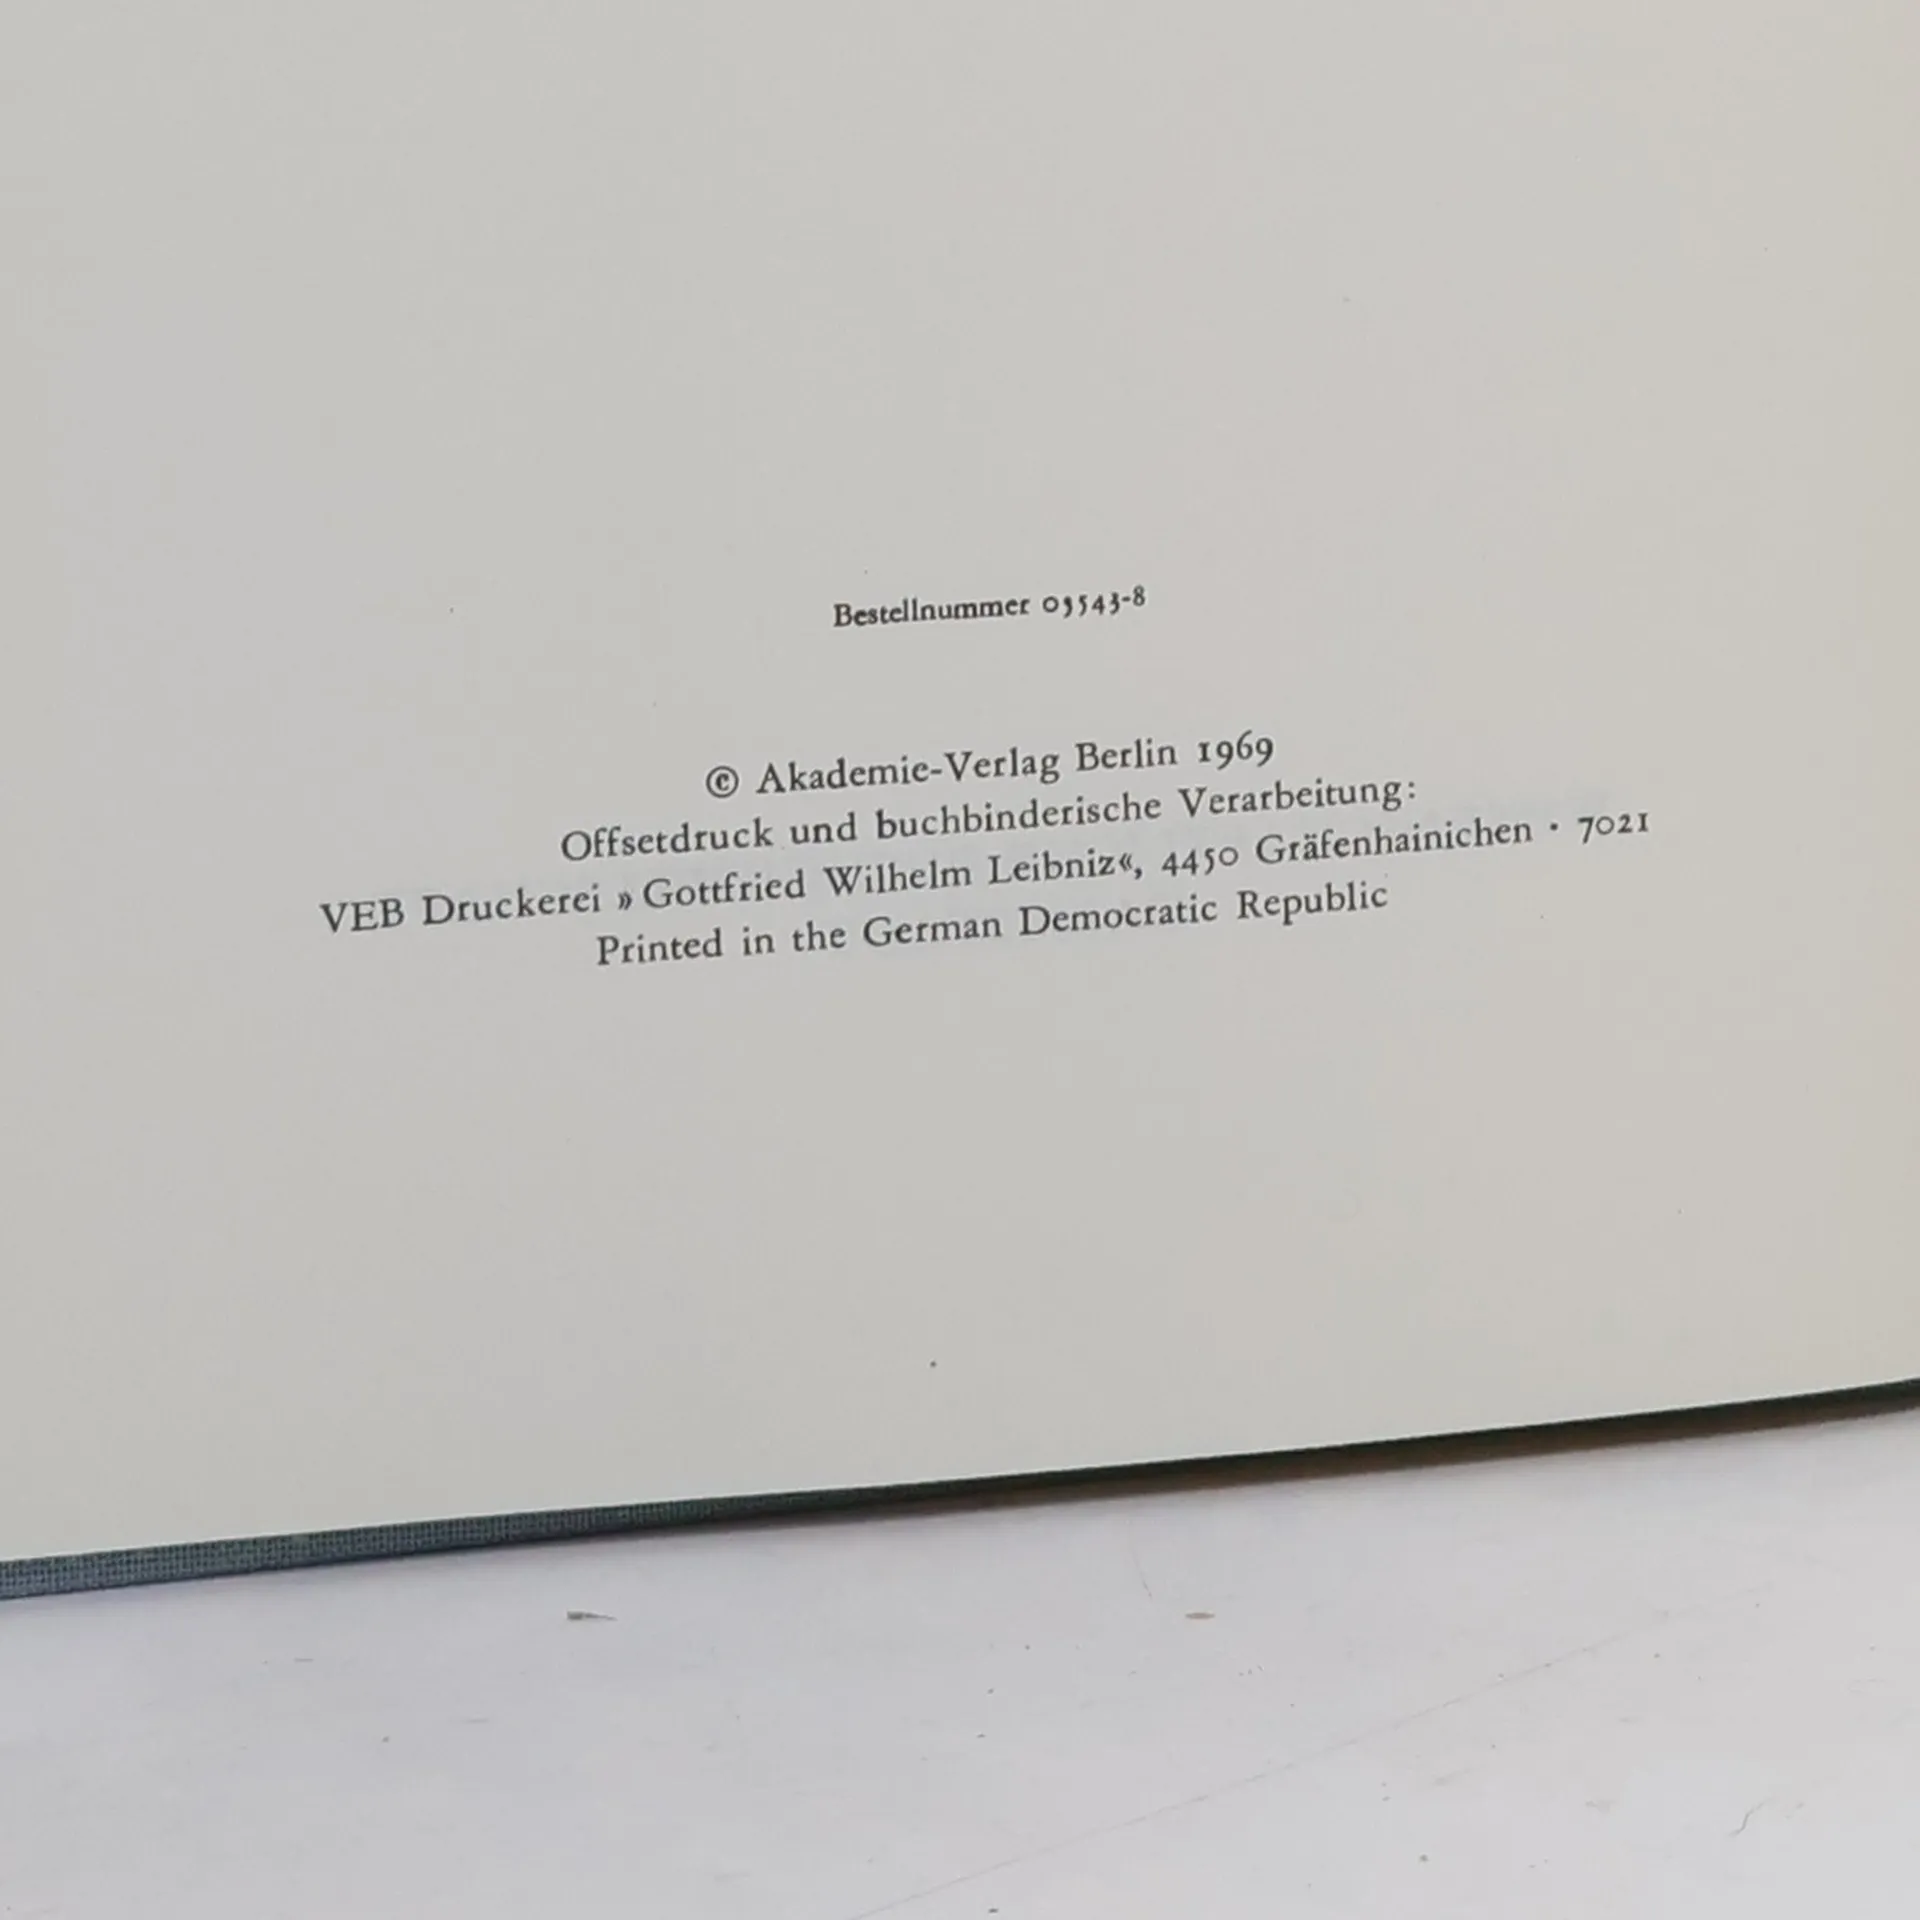 Bestellnummer 03543-8
© Akademie-Verlag Berlin 1969
Offsetdruck und buchbinderische Verarbeitung:
VEB Druckerei »Gottfried Wilhelm Leibniz«, 4450 Gräfenhainichen · 7021
Printed in the German Democratic Republic